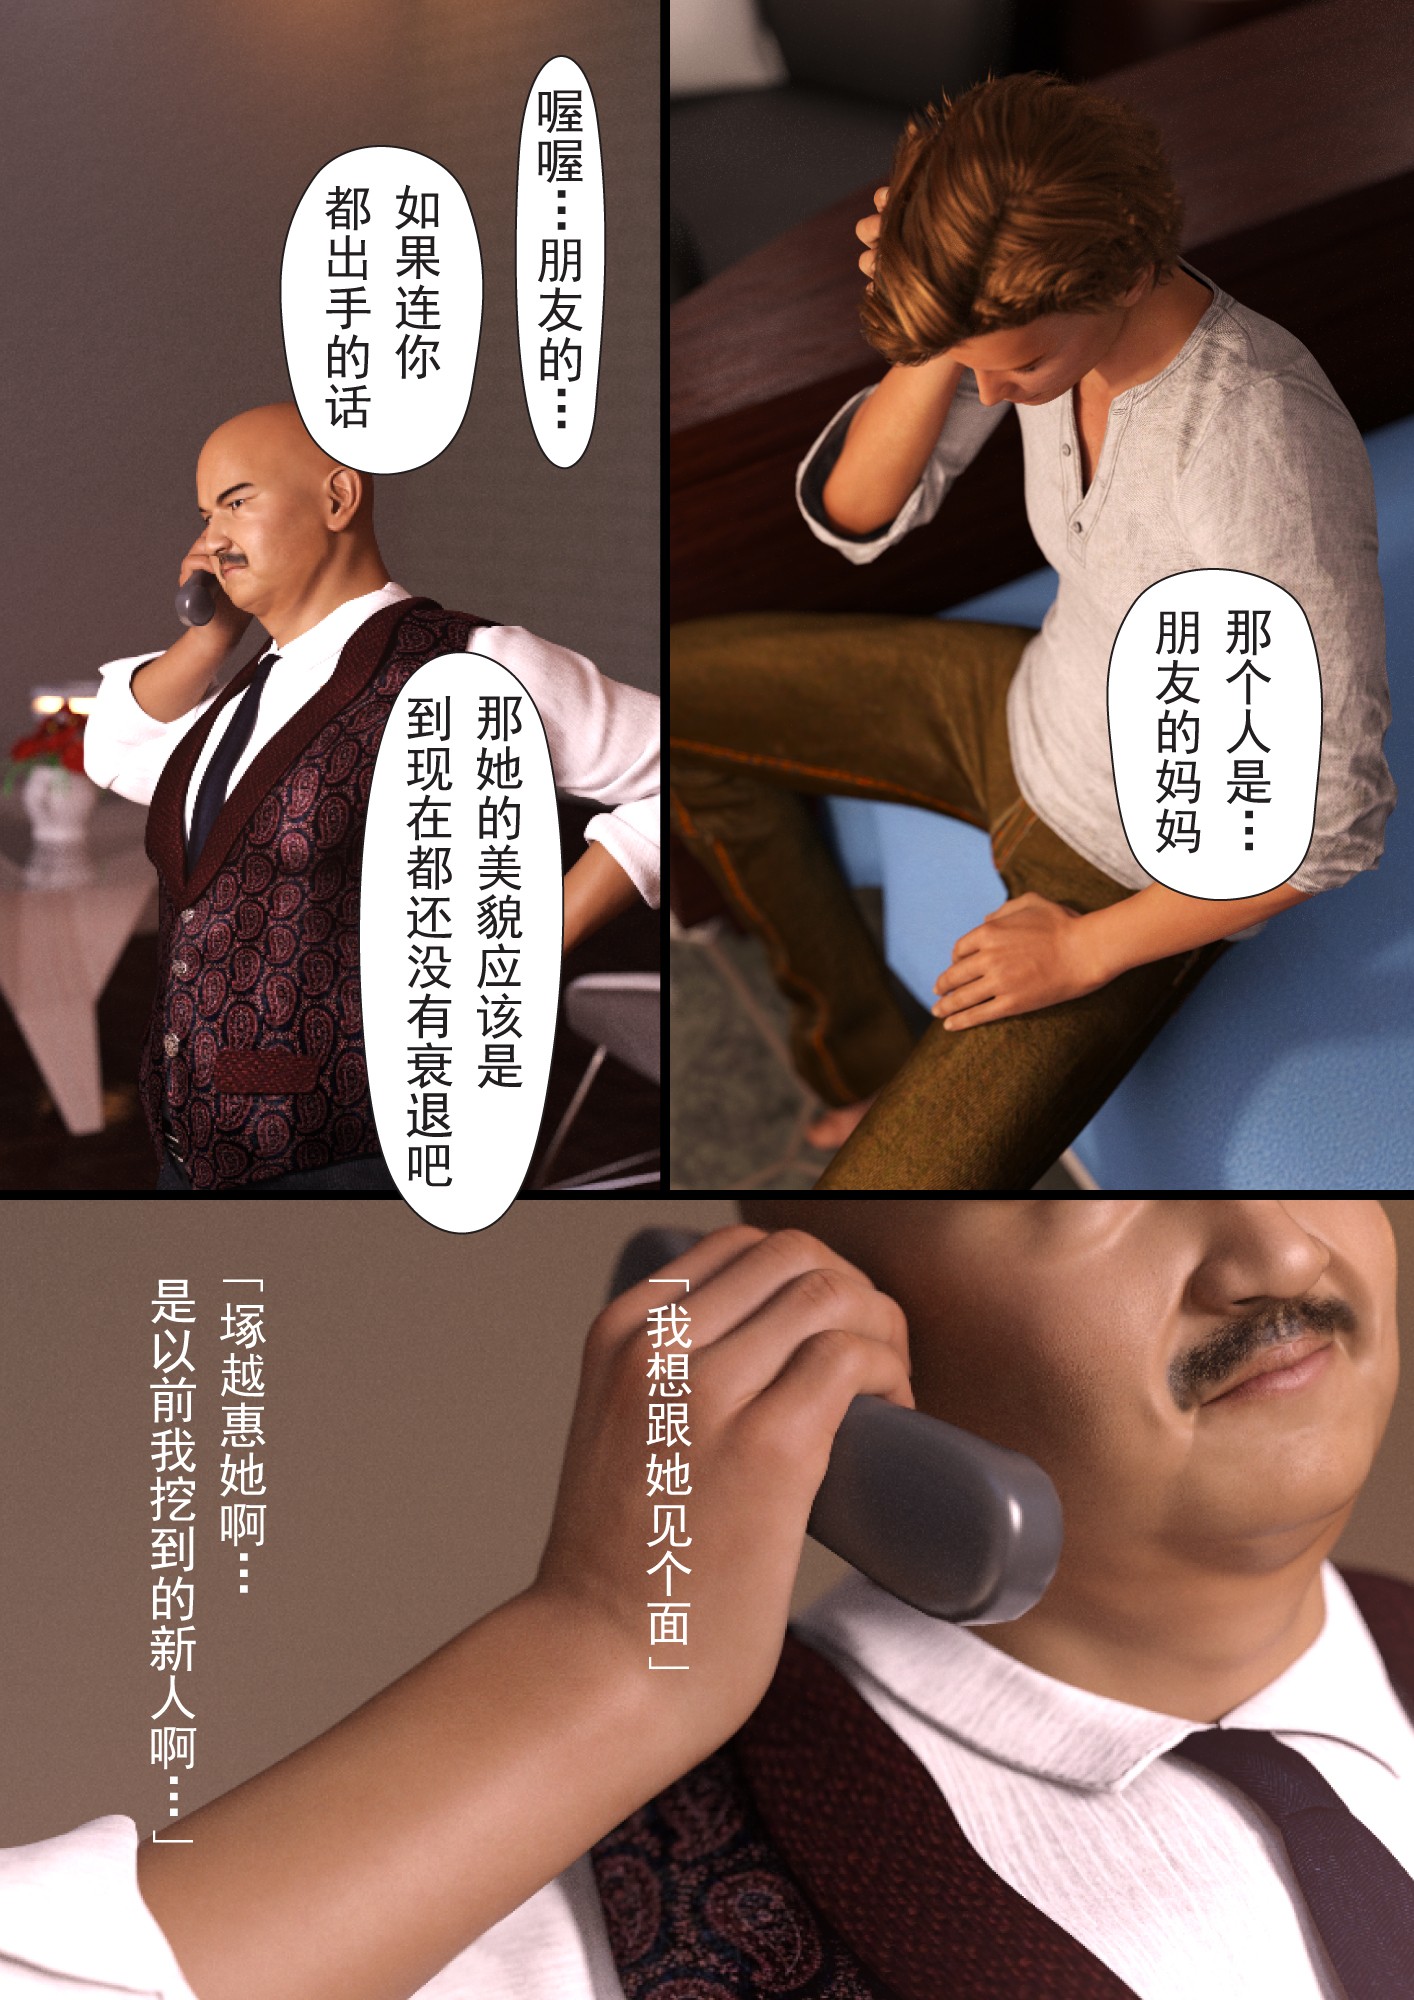 那个人是…
朋友的妈妈
喔喔…朋友的…
如果连你
都出手的话
那她的美貌应该是
到现在都还没有衰退吧
「我想跟她见个面」
「塚越惠她啊…
是以前我挖到的新人啊…」